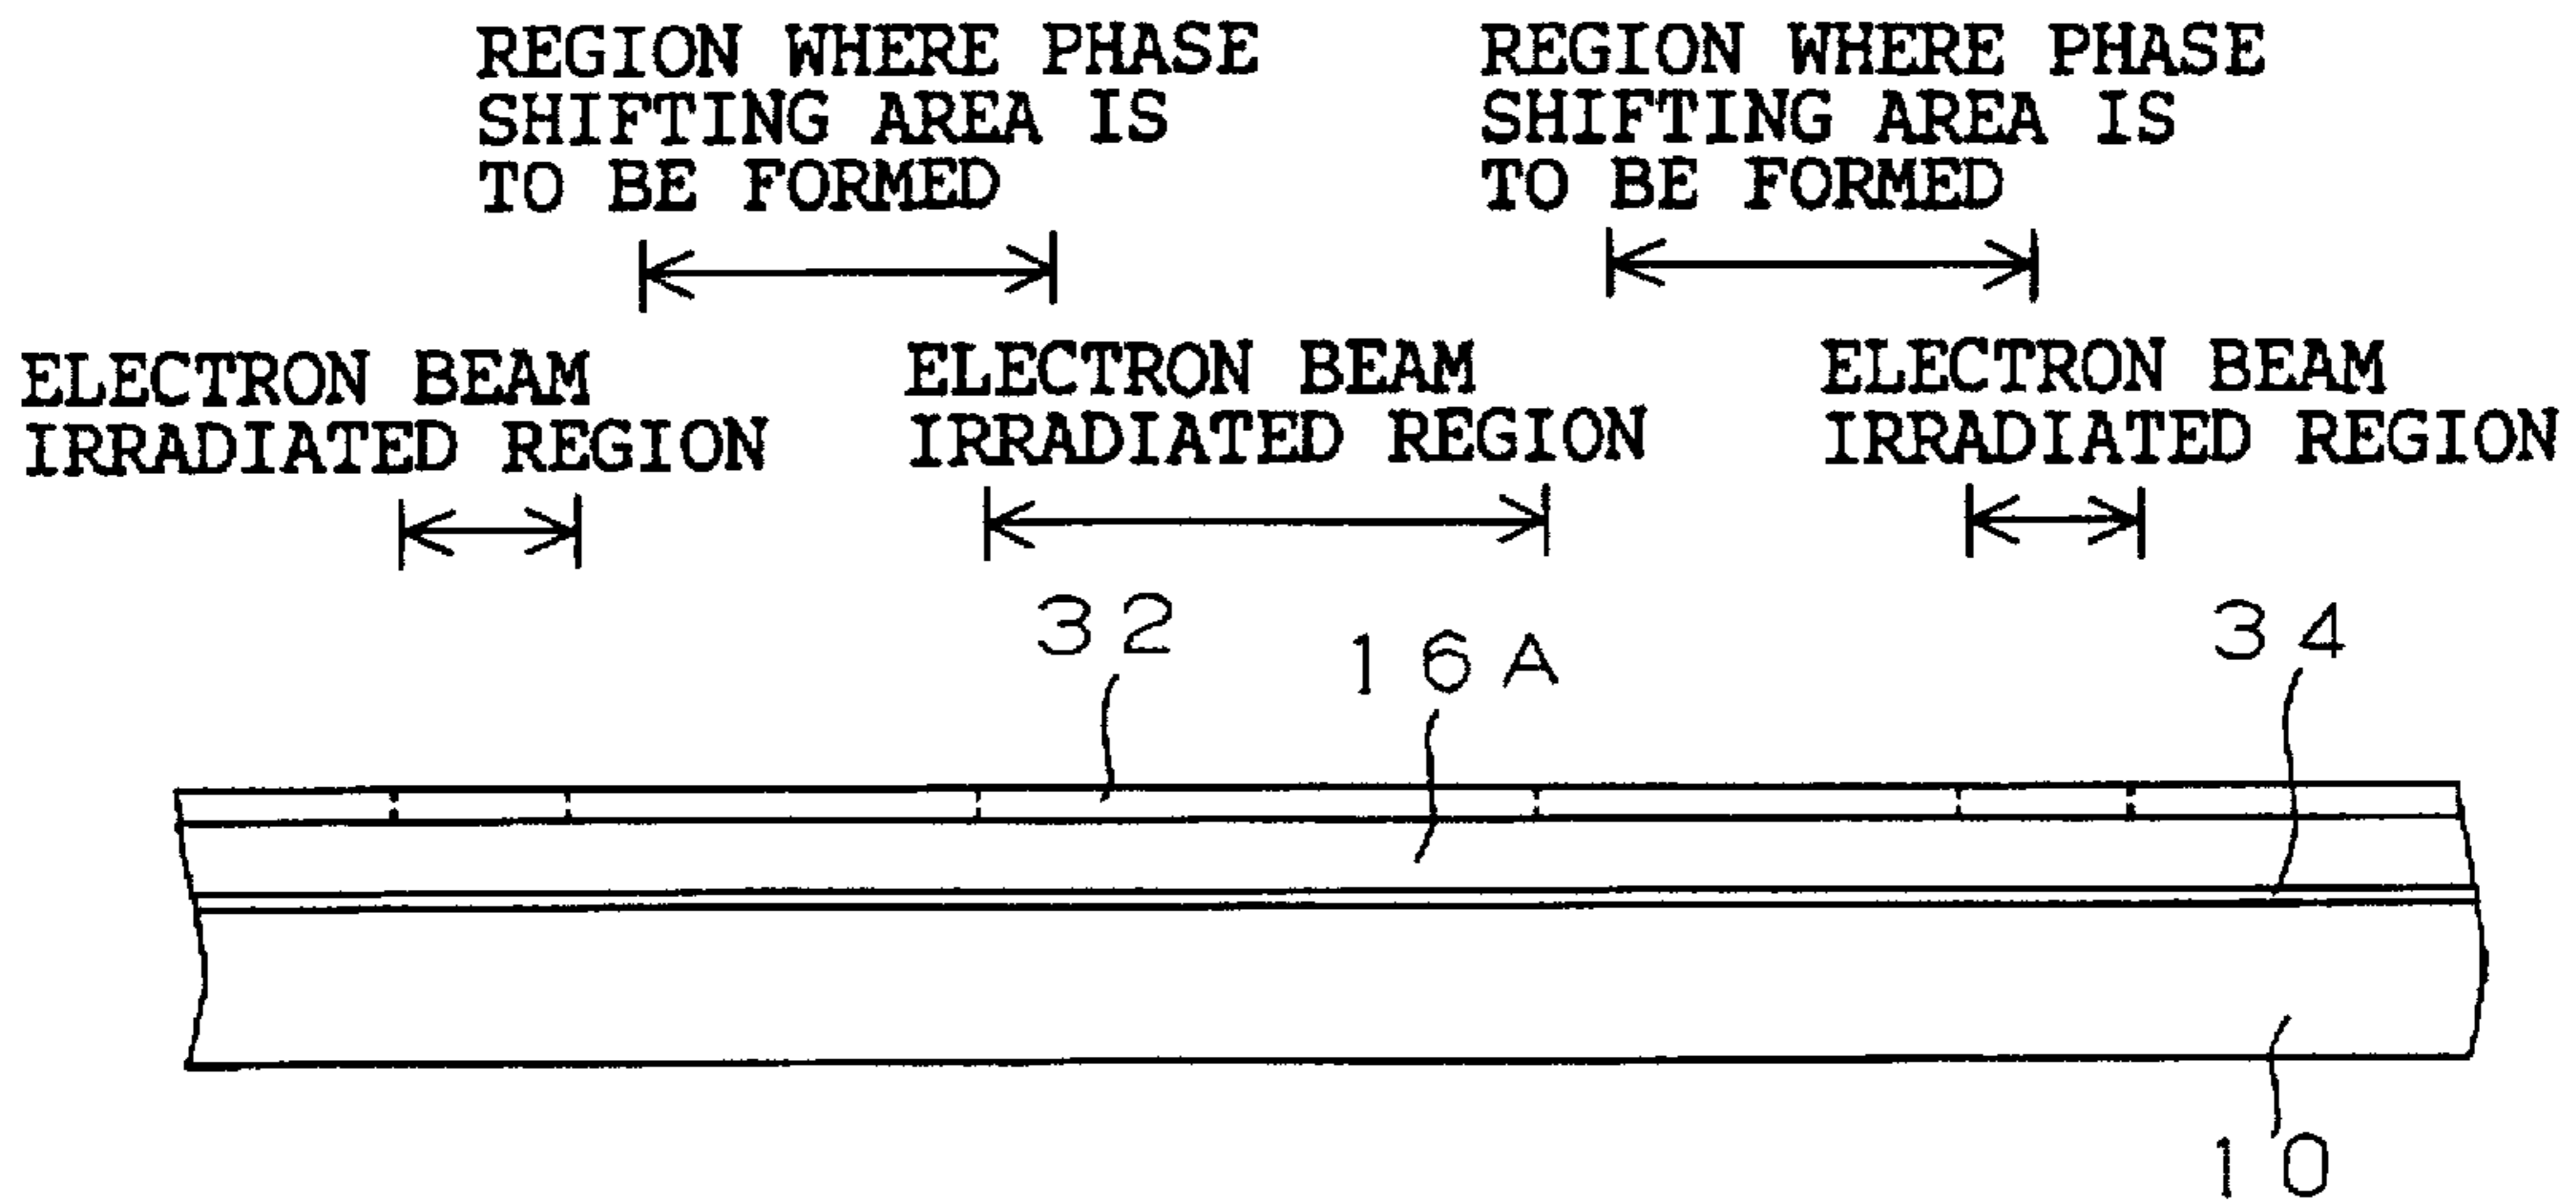 REGION WHERE PHASE
SHIFTING AREA IS
TO BE FORMED
REGION WHERE PHASE
SHIFTING AREA IS
TO BE FORMED
ELECTRON BEAM
IRRADIATED REGION
ELECTRON BEAM
IRRADIATED REGION
ELECTRON BEAM
IRRADIATED REGION
32
16A
34
10